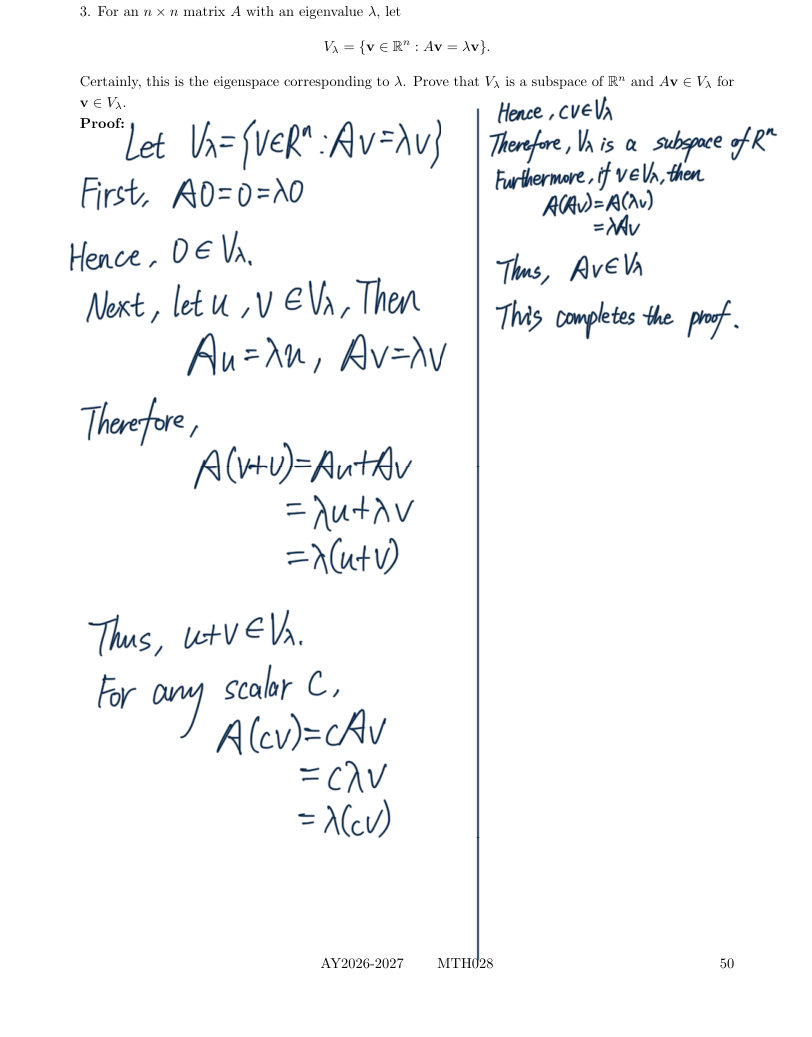 3. For an n × n matrix A with an eigenvalue λ, let
V_λ = {v ∈ ℝⁿ : Av = λv}.
Certainly, this is the eigenspace corresponding to λ. Prove that V_λ is a subspace of ℝⁿ and Av ∈ V_λ for
v ∈ V_λ.
Proof:
Let V_λ = {v∈Rⁿ : Av=λv}
First, A0=0=λ0
Hence, 0∈V_λ.
Next, let u, v ∈V_λ, Then
Au=λu, Av=λv
Therefore,
A(v+v)=Au+Av
=λu+λv
=λ(u+v)
Thus, u+v∈V_λ.
For any scalar c,
A(cv)=cAv
=cλv
=λ(cv)
Hence, cv∈V_λ
Therefore, V_λ is a subspace of Rⁿ
Furthermore, if v∈V_λ, then
A(Av)=A(λv)
=λAv
Thus, Av∈V_λ
This completes the proof.
AY2026-2027 MTH028 50